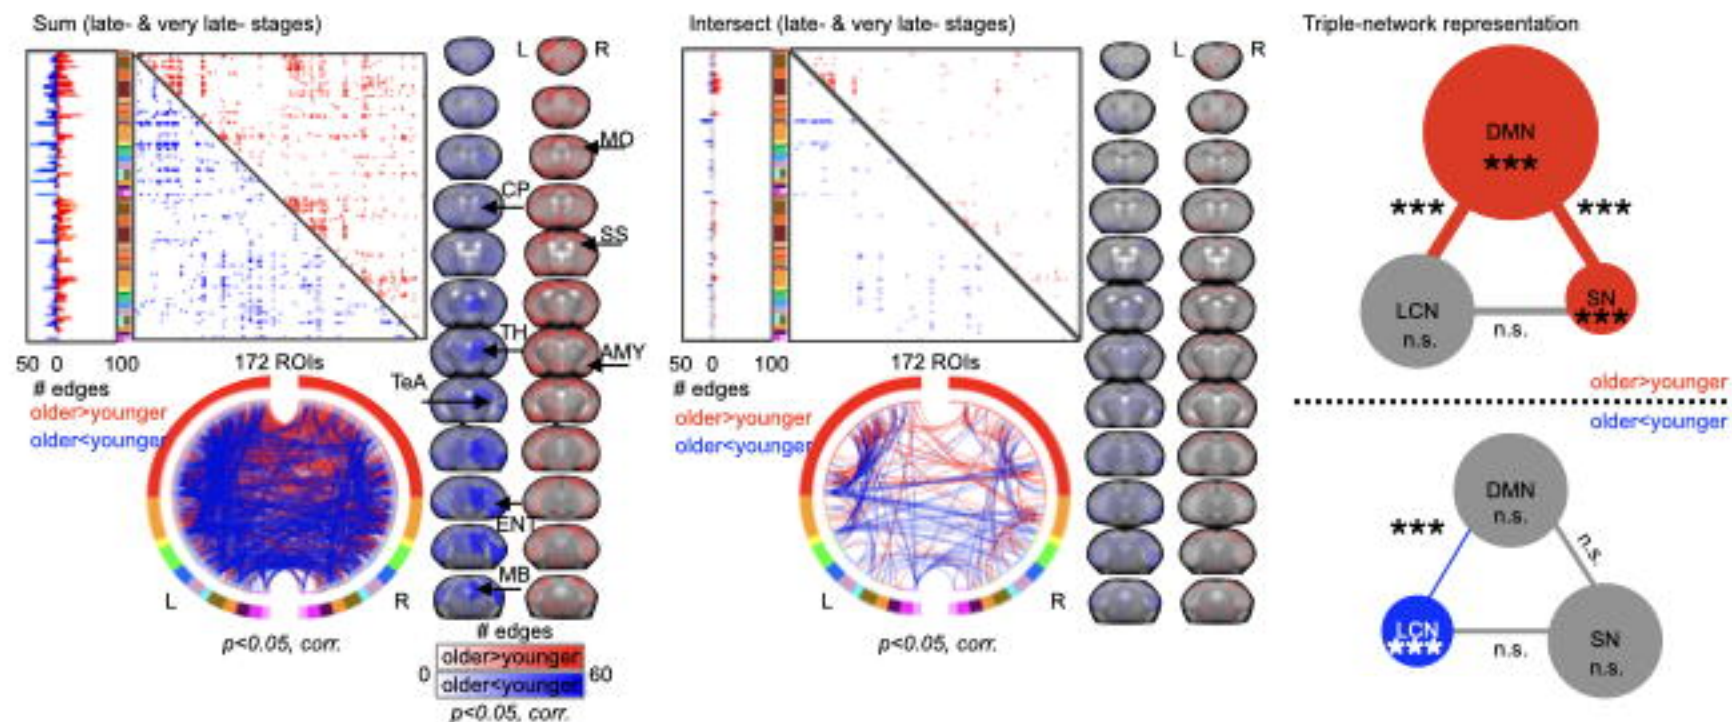 Sum (late- & very late- stages)
L
R
MO
CP
SS
TH
AMY
TeA
ENT
MB
50 0 100
172 ROIs
# edges
older>younger
older<younger
L
R
p<0.05, corr.
# edges
older>younger
older<younger
0
60
p<0.05, corr.
Intersect (late- & very late- stages)
L
R
50 0 100
172 ROIs
# edges
older>younger
older<younger
L
R
p<0.05, corr.
Triple-network representation
DMN
***
***
***
LCN
n.s.
n.s.
SN
***
older>younger
older<younger
DMN
n.s.
***
n.s.
LCN
***
n.s.
SN
n.s.